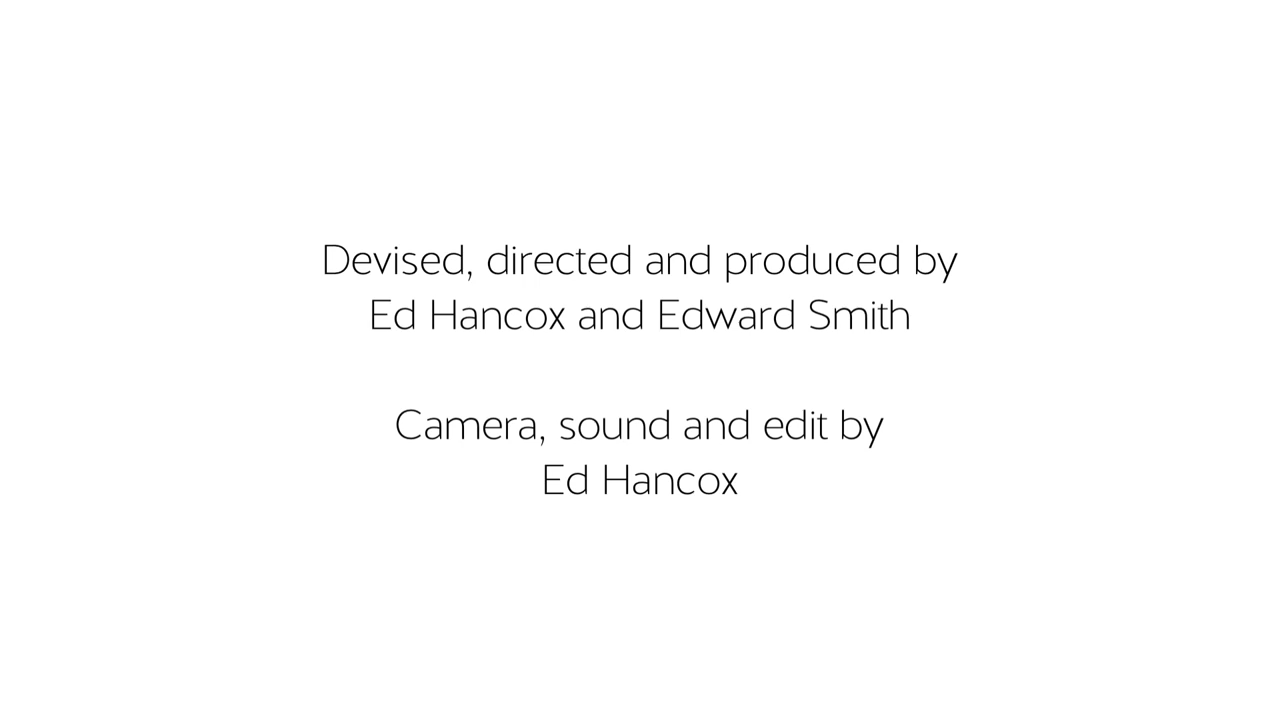 Devised, directed and produced by
Ed Hancox and Edward Smith
Camera, sound and edit by
Ed Hancox